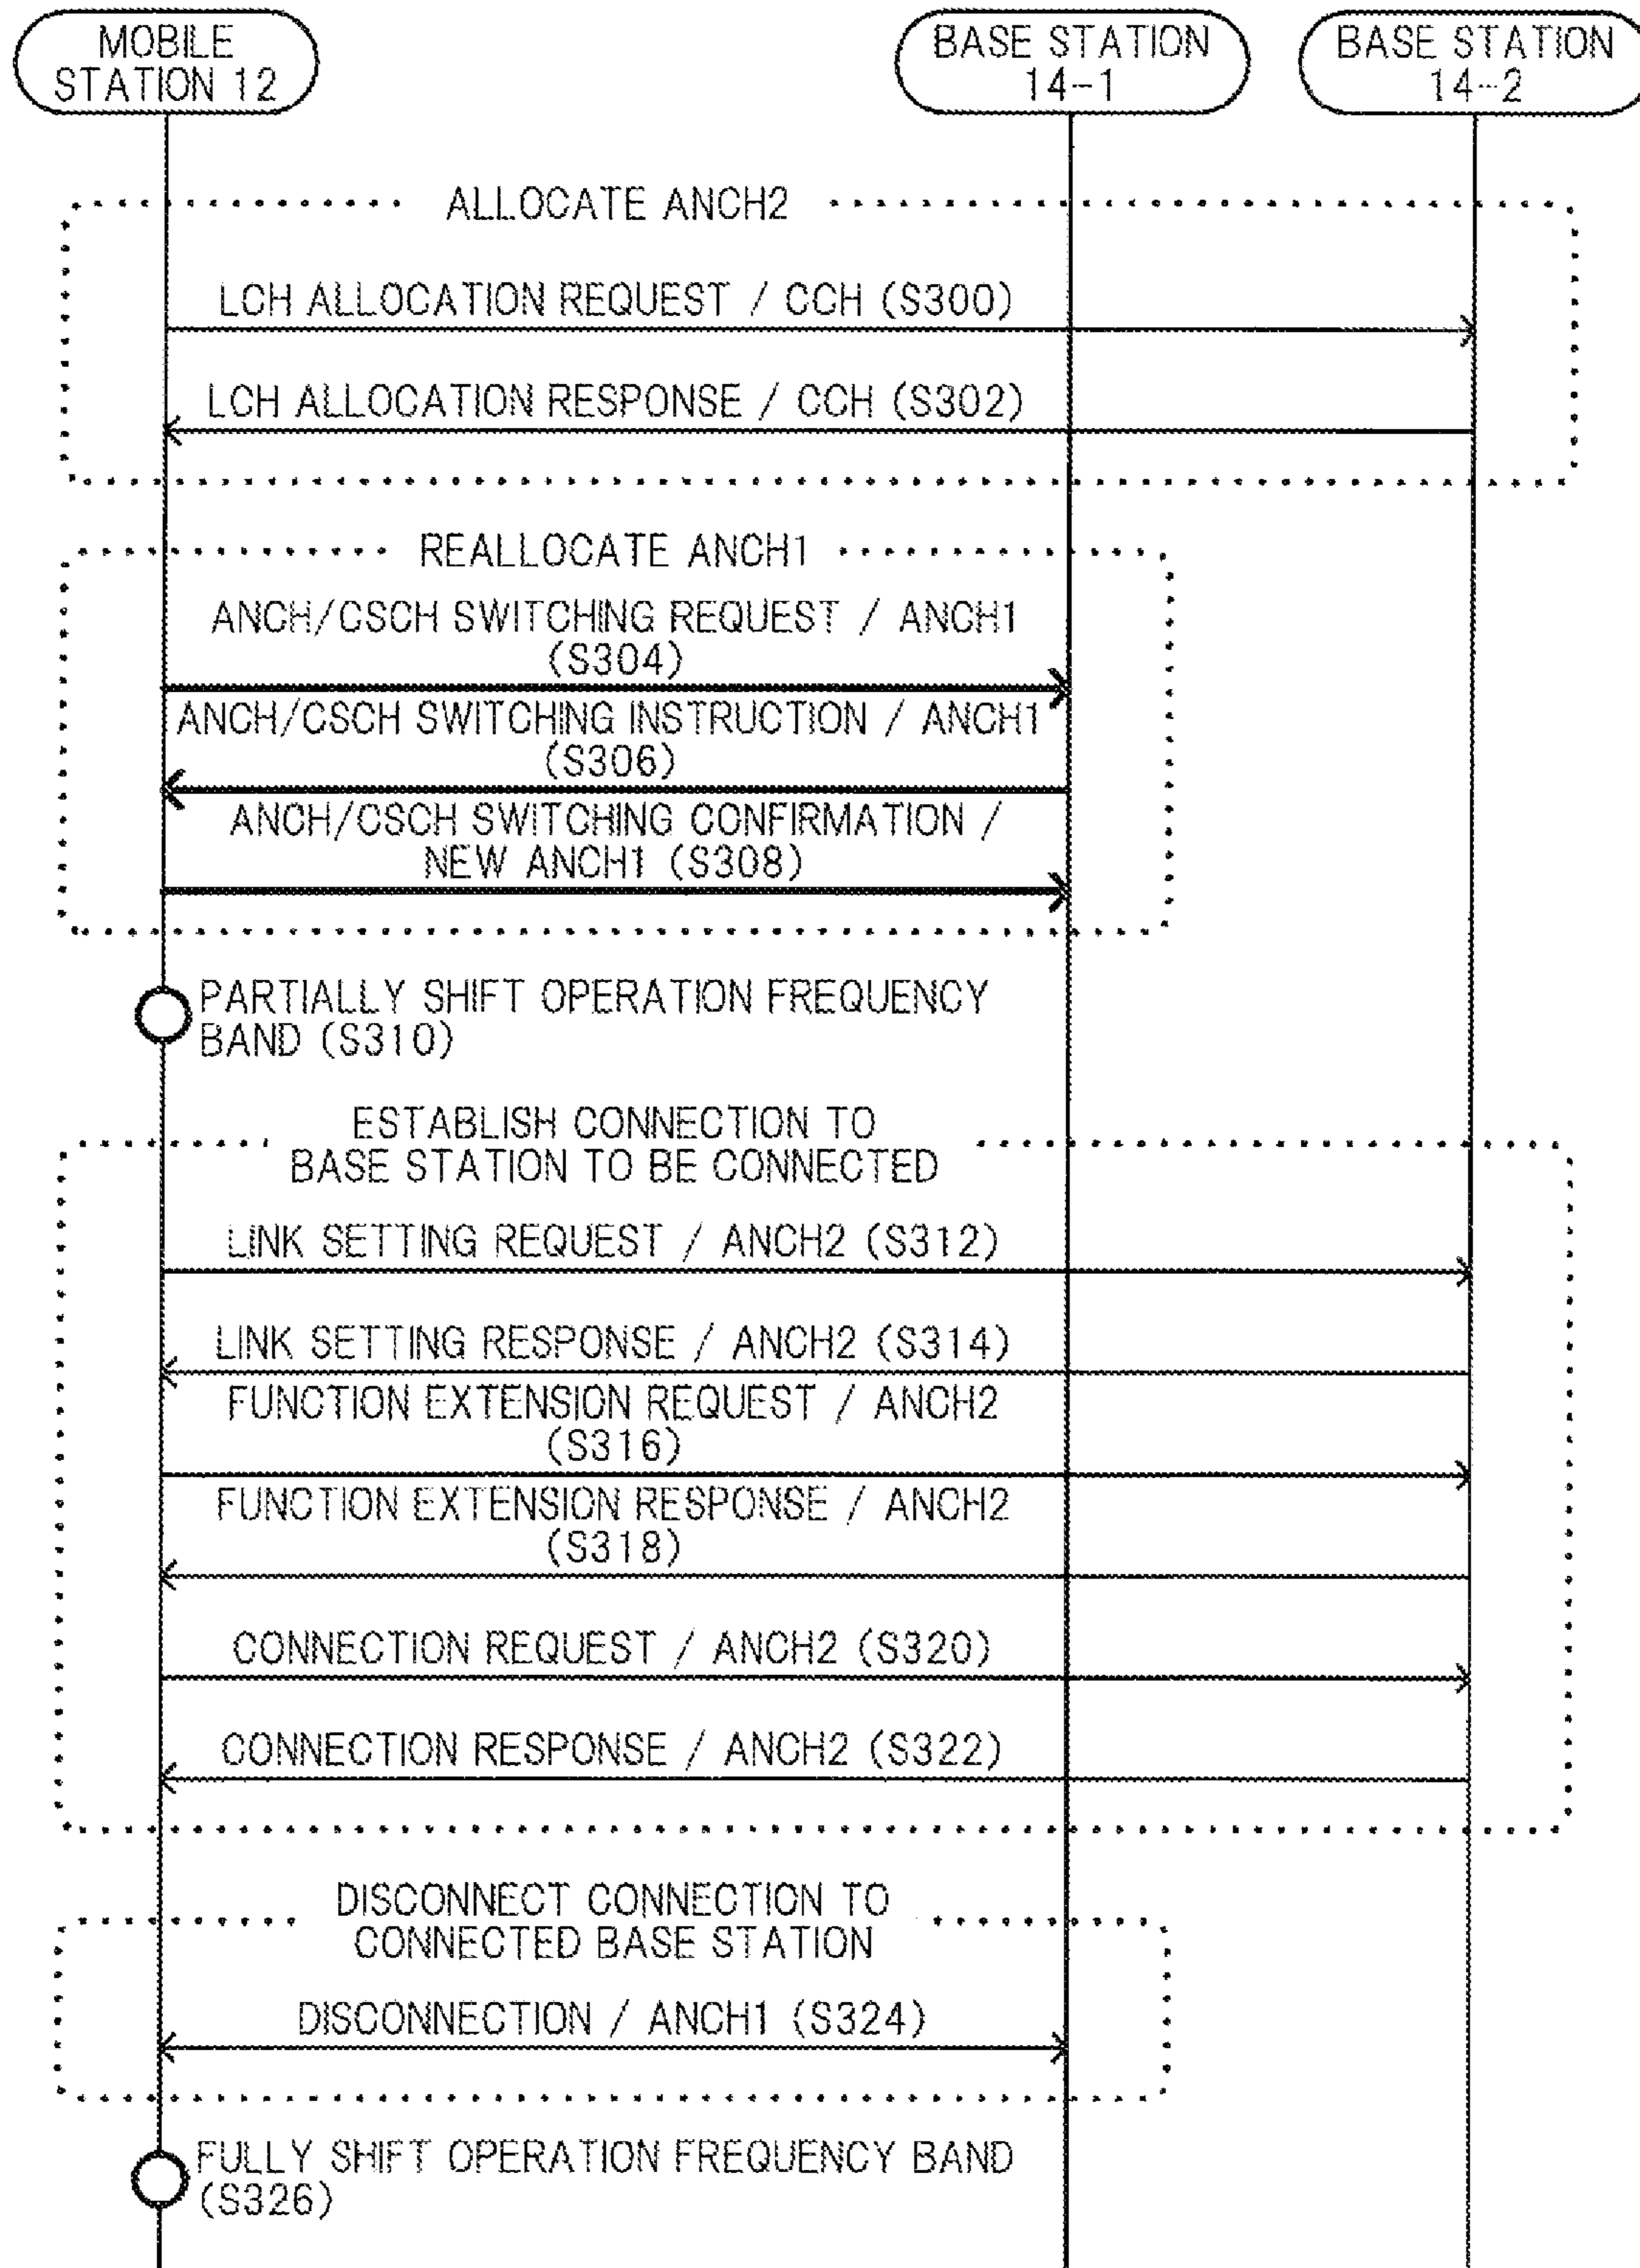 MOBILE
STATION 12
BASE STATION
14-1
BASE STATION
14-2
ALLOCATE ANCH2
LCH ALLOCATION REQUEST / CCH (S300)
LCH ALLOCATION RESPONSE / CCH (S302)
REALLOCATE ANCH1
ANCH/CSCH SWITCHING REQUEST / ANCH1
(S304)
ANCH/CSCH SWITCHING INSTRUCTION / ANCH1
(S306)
ANCH/CSCH SWITCHING CONFIRMATION /
NEW ANCH1 (S308)
PARTIALLY SHIFT OPERATION FREQUENCY
BAND (S310)
ESTABLISH CONNECTION TO
BASE STATION TO BE CONNECTED
LINK SETTING REQUEST / ANCH2 (S312)
LINK SETTING RESPONSE / ANCH2 (S314)
FUNCTION EXTENSION REQUEST / ANCH2
(S316)
FUNCTION EXTENSION RESPONSE / ANCH2
(S318)
CONNECTION REQUEST / ANCH2 (S320)
CONNECTION RESPONSE / ANCH2 (S322)
DISCONNECT CONNECTION TO
CONNECTED BASE STATION
DISCONNECTION / ANCH1 (S324)
FULLY SHIFT OPERATION FREQUENCY BAND
(S326)